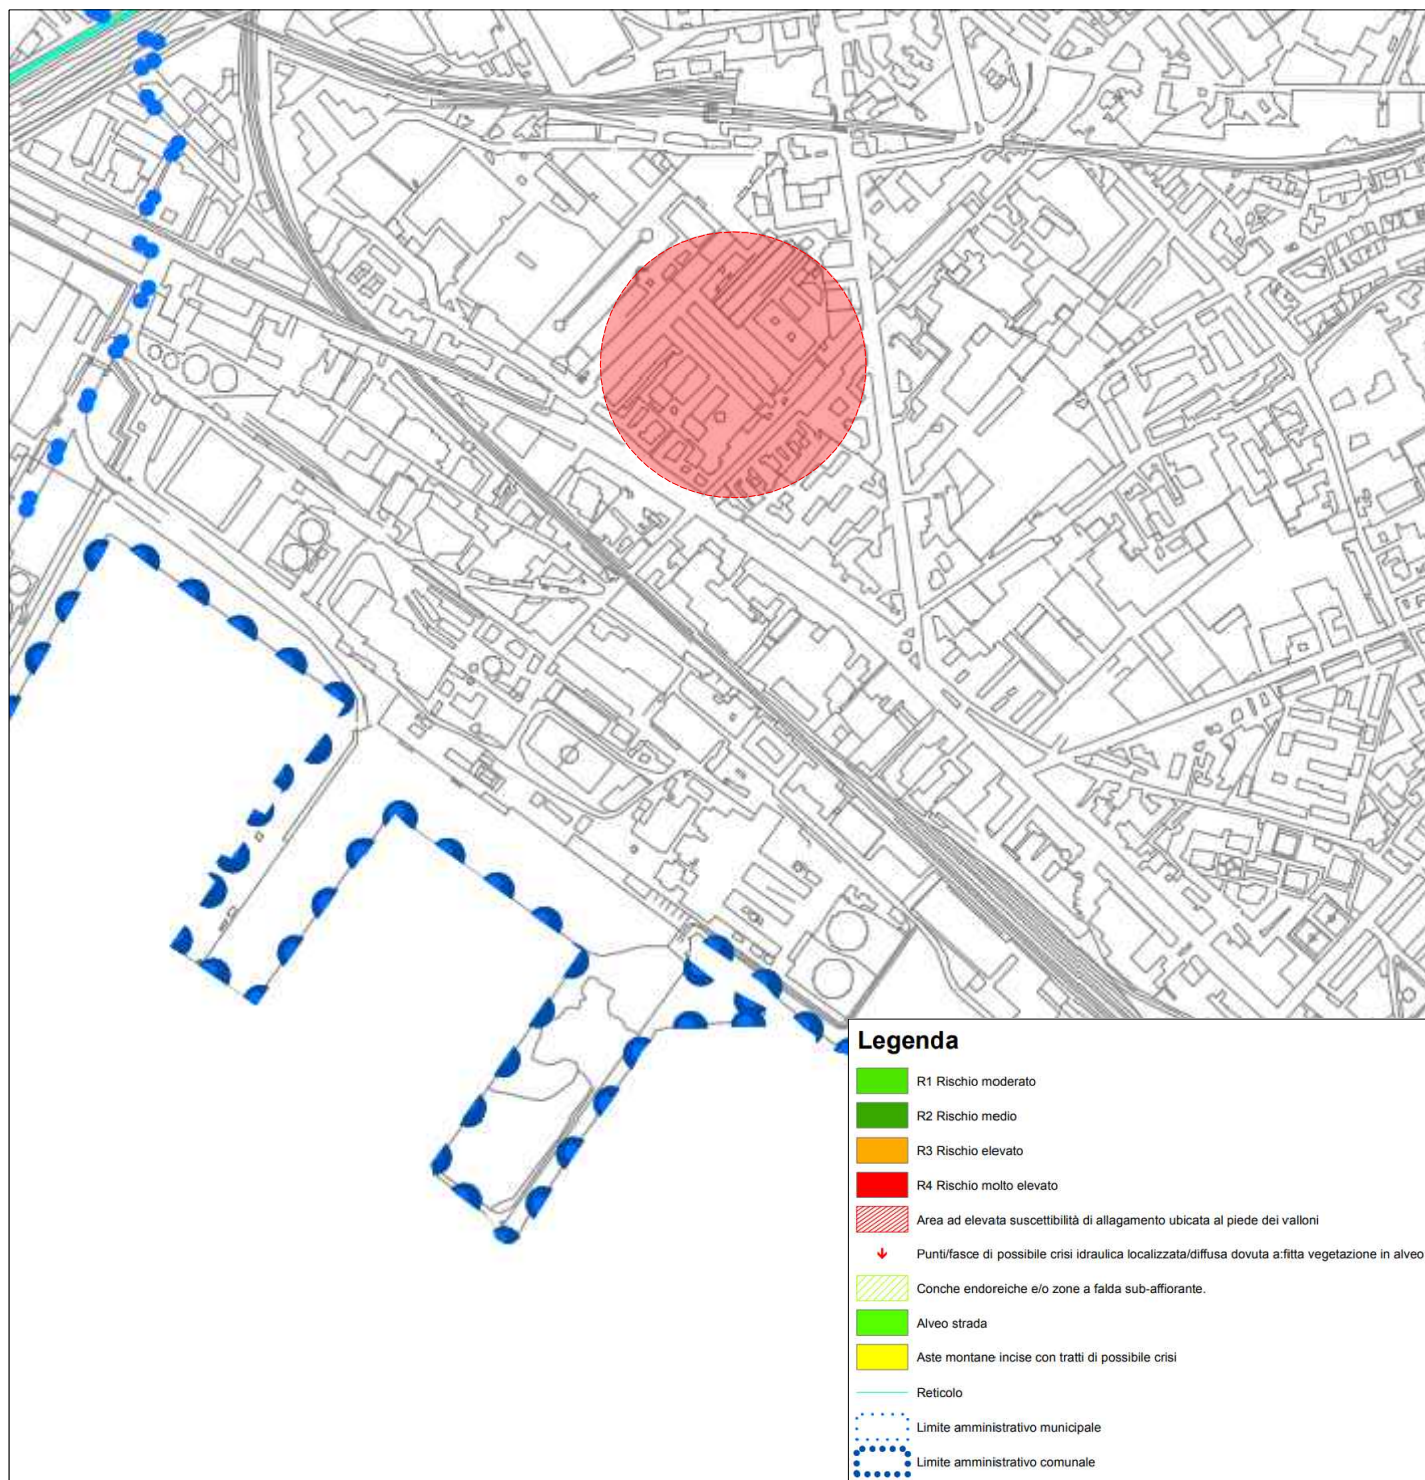 Legenda
R1 Rischio moderato
R2 Rischio medio
R3 Rischio elevato
R4 Rischio molto elevato
Area ad elevata suscettibilità di allagamento ubicata al piede dei valloni
Punti/fasce di possibile crisi idraulica localizzata/diffusa dovuta a:fitta vegetazione in alveo
Conche endoreiche e/o zone a falda sub-affiorante.
Alveo strada
Aste montane incise con tratti di possibile crisi
Reticolo
Limite amministrativo municipale
Limite amministrativo comunale